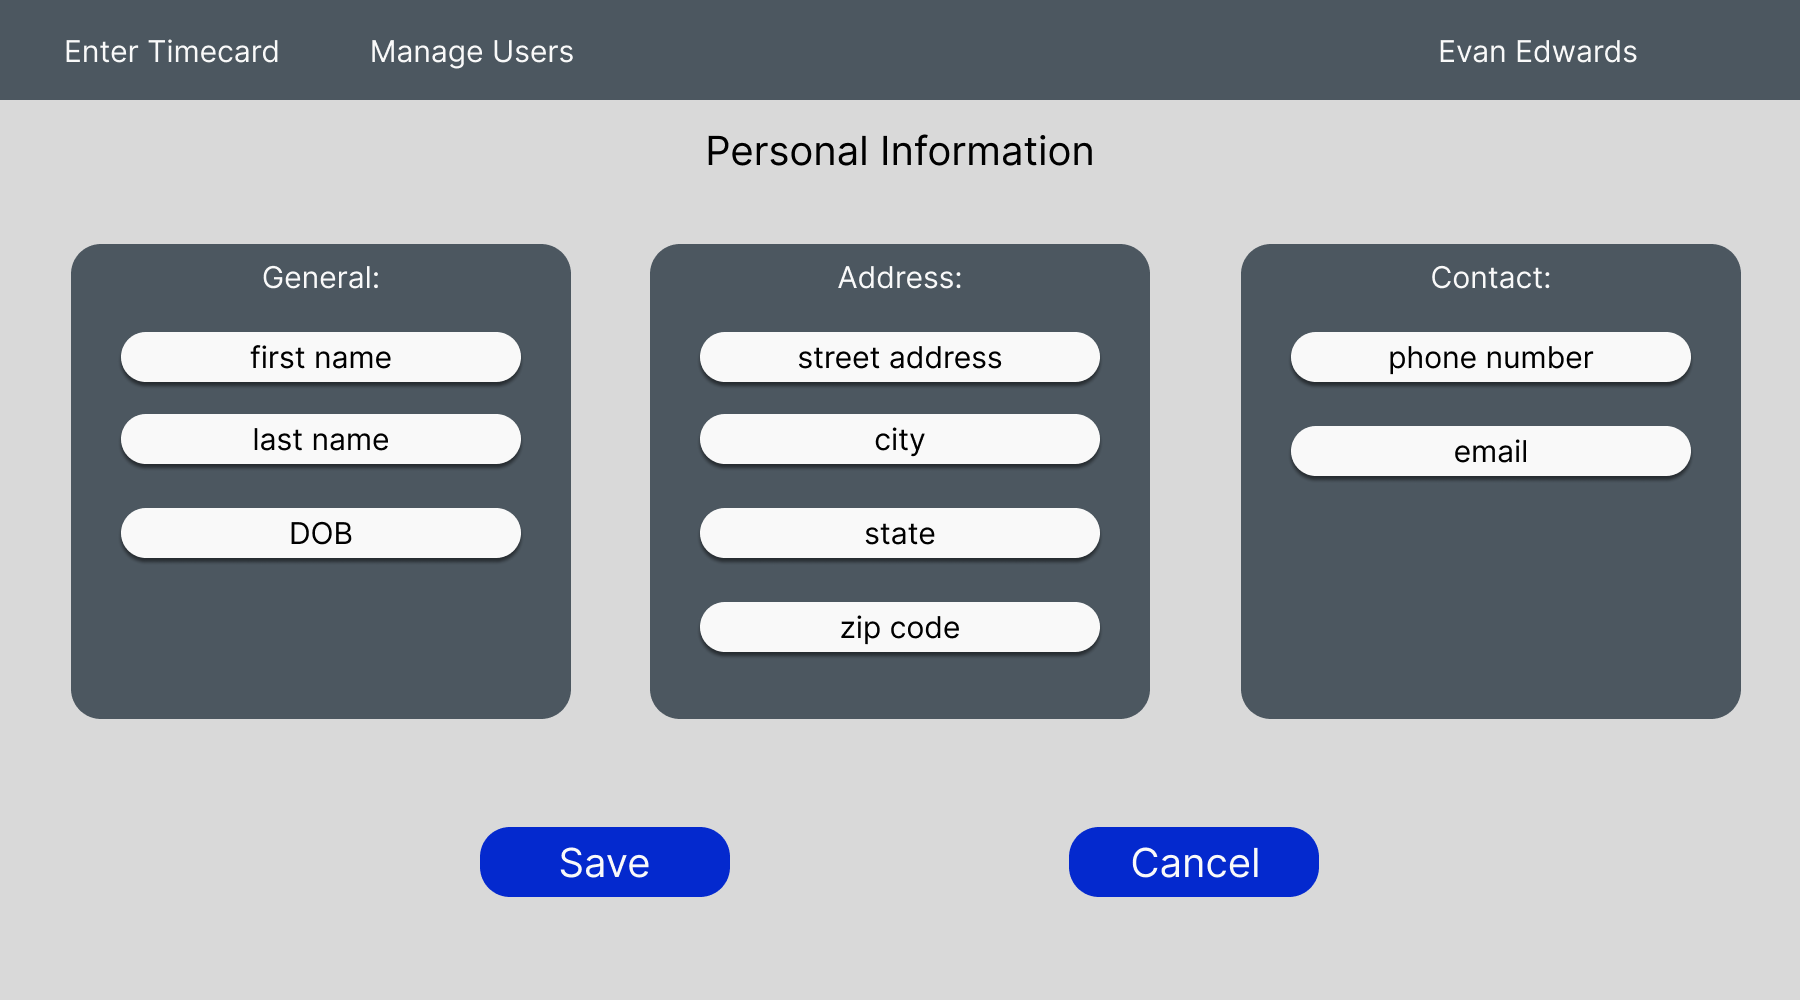 Enter Timecard
Manage Users
Evan Edwards
Personal Information
General:
first name
last name
DOB
Address:
street address
city
state
zip code
Contact:
phone number
email
Save
Cancel